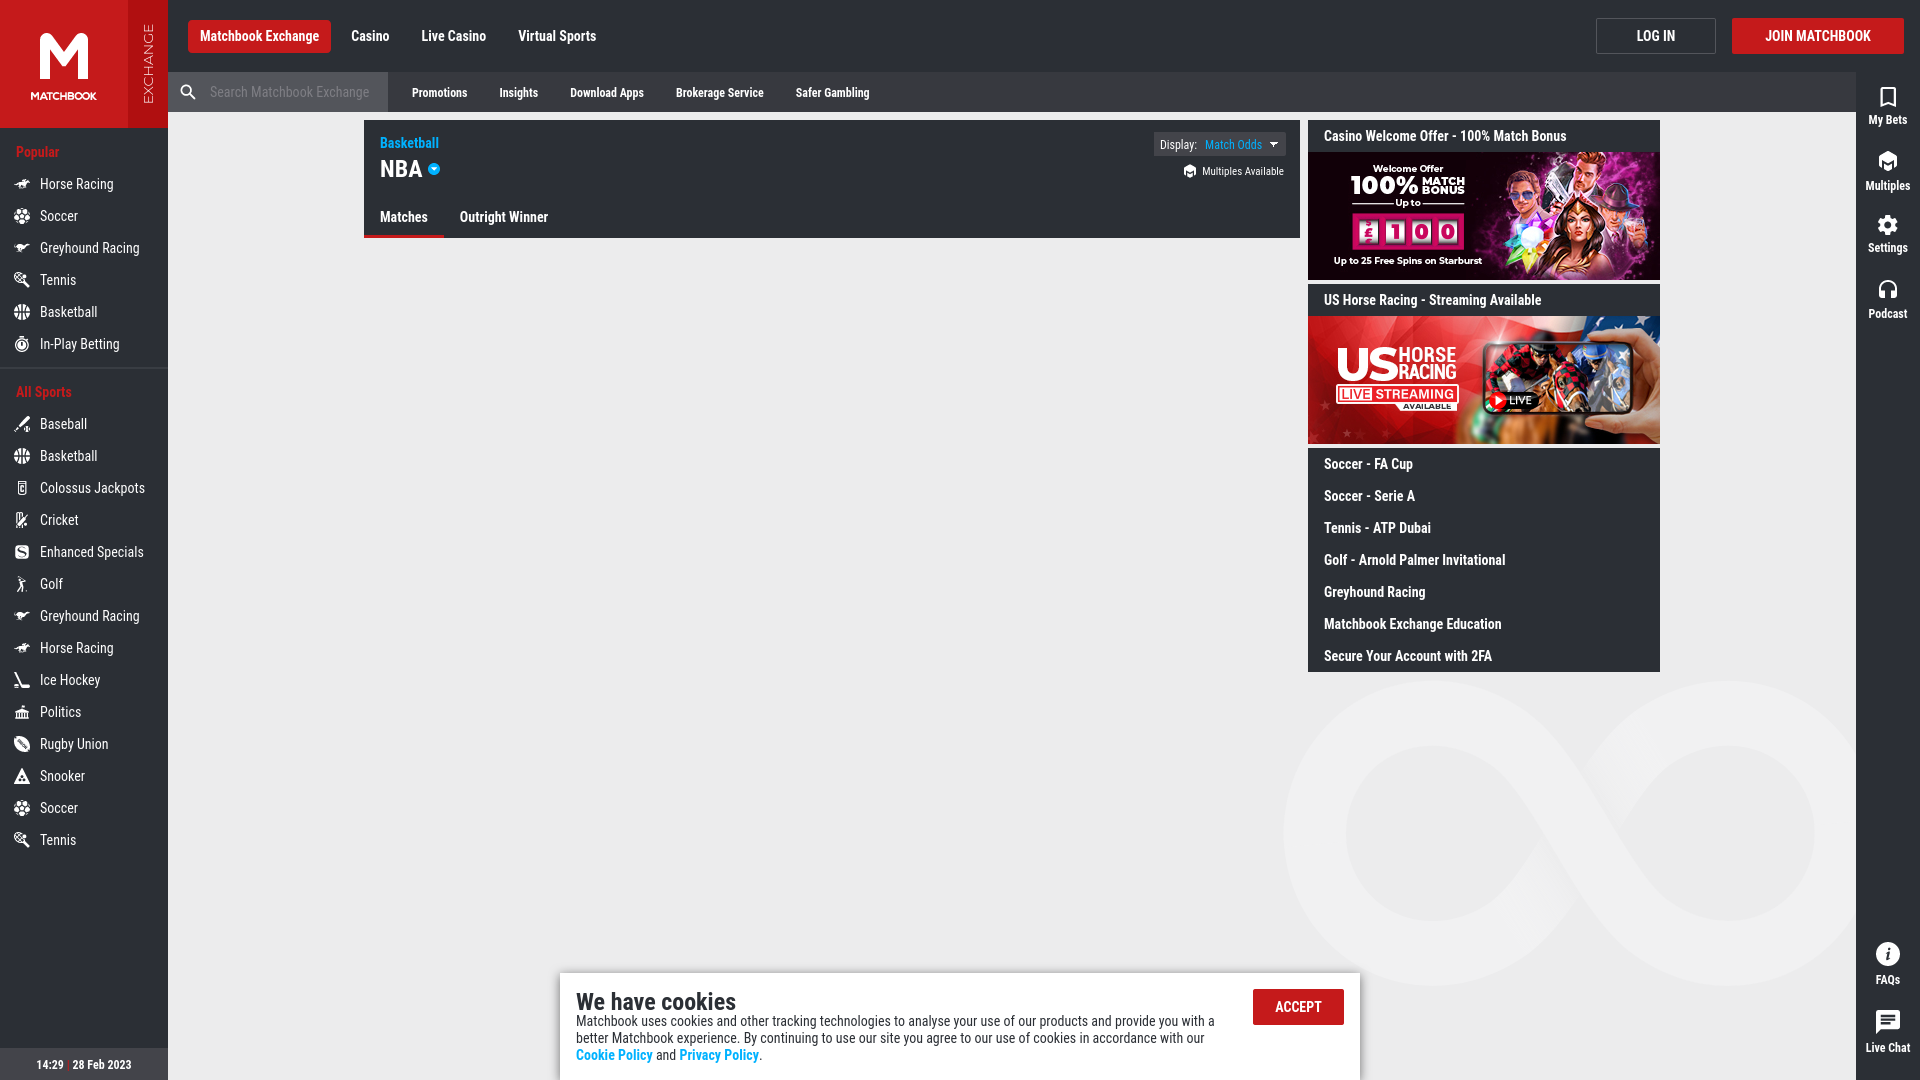 MATCHBOOK
EXCHANGE
Matchbook Exchange
Casino
Live Casino
Virtual Sports
LOG IN
JOIN MATCHBOOK
Search Matchbook Exchange
Promotions
Insights
Download Apps
Brokerage Service
Safer Gambling
Popular
Horse Racing
Soccer
Greyhound Racing
Tennis
Basketball
In-Play Betting
All Sports
Baseball
Basketball
Colossus Jackpots
Cricket
Enhanced Specials
Golf
Greyhound Racing
Horse Racing
Ice Hockey
Politics
Rugby Union
Snooker
Soccer
Tennis
14:29 | 28 Feb 2023
Basketball
NBA
Display: Match Odds
Multiples Available
Matches
Outright Winner
Casino Welcome Offer - 100% Match Bonus
Welcome Offer
100% MATCH BONUS
Up to
£ 1 0 0
Up to 25 Free Spins on Starburst
US Horse Racing - Streaming Available
US HORSE RACING
LIVE STREAMING
AVAILABLE
LIVE
Soccer - FA Cup
Soccer - Serie A
Tennis - ATP Dubai
Golf - Arnold Palmer Invitational
Greyhound Racing
Matchbook Exchange Education
Secure Your Account with 2FA
My Bets
Multiples
Settings
Podcast
FAQs
Live Chat
We have cookies
Matchbook uses cookies and other tracking technologies to analyse your use of our products and provide you with a
better Matchbook experience. By continuing to use our site you agree to our use of cookies in accordance with our
Cookie Policy and Privacy Policy.
ACCEPT